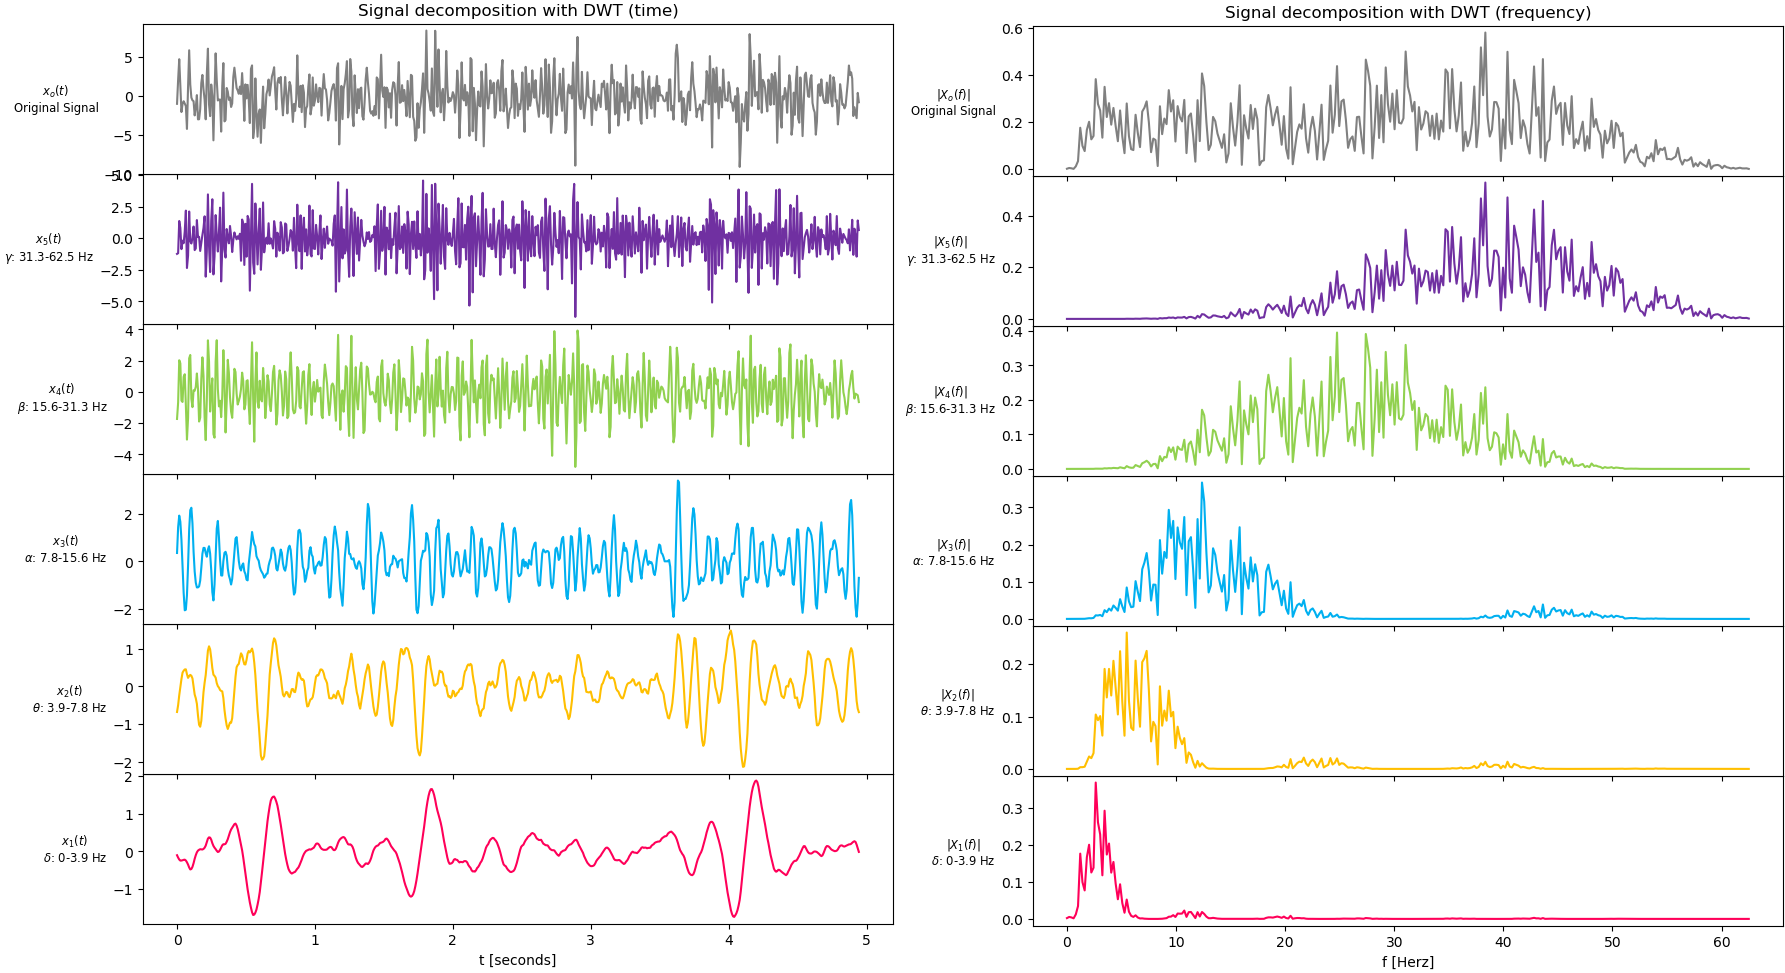 Signal decomposition with DWT (time)
5
0
−5
−10
x_o(t)
Original Signal
5.0
2.5
0.0
−2.5
−5.0
x_5(t)
γ: 31.3-62.5 Hz
4
2
0
−2
−4
x_4(t)
β: 15.6-31.3 Hz
2
0
−2
x_3(t)
α: 7.8-15.6 Hz
1
0
−1
−2
x_2(t)
θ: 3.9-7.8 Hz
2
1
0
−1
x_1(t)
δ: 0-3.9 Hz
0 1 2 3 4 5
t [seconds]
Signal decomposition with DWT (frequency)
0.6
0.4
0.2
0.0
|X_o(f)|
Original Signal
0.4
0.2
0.0
|X_5(f)|
γ: 31.3-62.5 Hz
0.4
0.3
0.2
0.1
0.0
|X_4(f)|
β: 15.6-31.3 Hz
0.3
0.2
0.1
0.0
|X_3(f)|
α: 7.8-15.6 Hz
0.2
0.1
0.0
|X_2(f)|
θ: 3.9-7.8 Hz
0.3
0.2
0.1
0.0
|X_1(f)|
δ: 0-3.9 Hz
0 10 20 30 40 50 60
f [Herz]